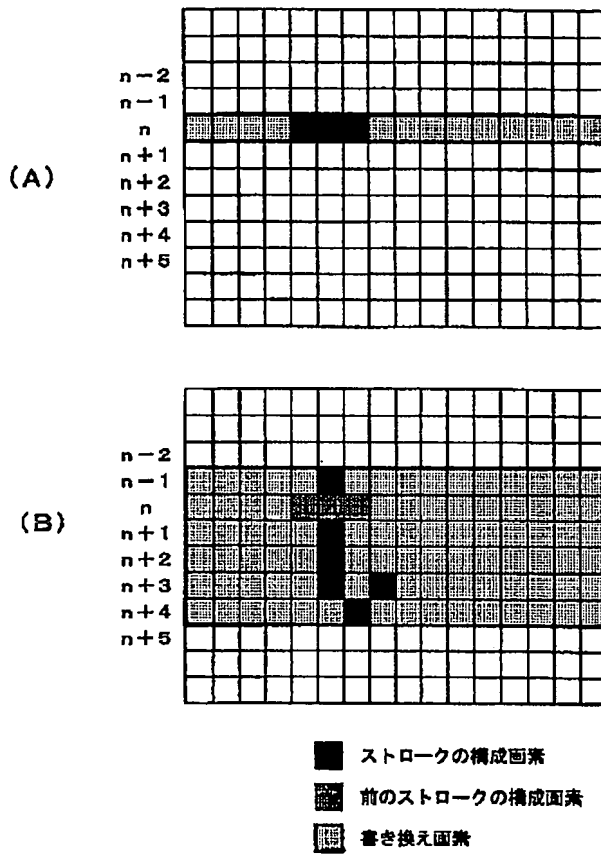 n−2
n−1
n
n+1
n+2
n+3
n+4
n+5
(A)
n−2
n−1
n
n+1
n+2
n+3
n+4
n+5
(B)
ストロークの構成画素
前のストロークの構成画素
書き換え画素